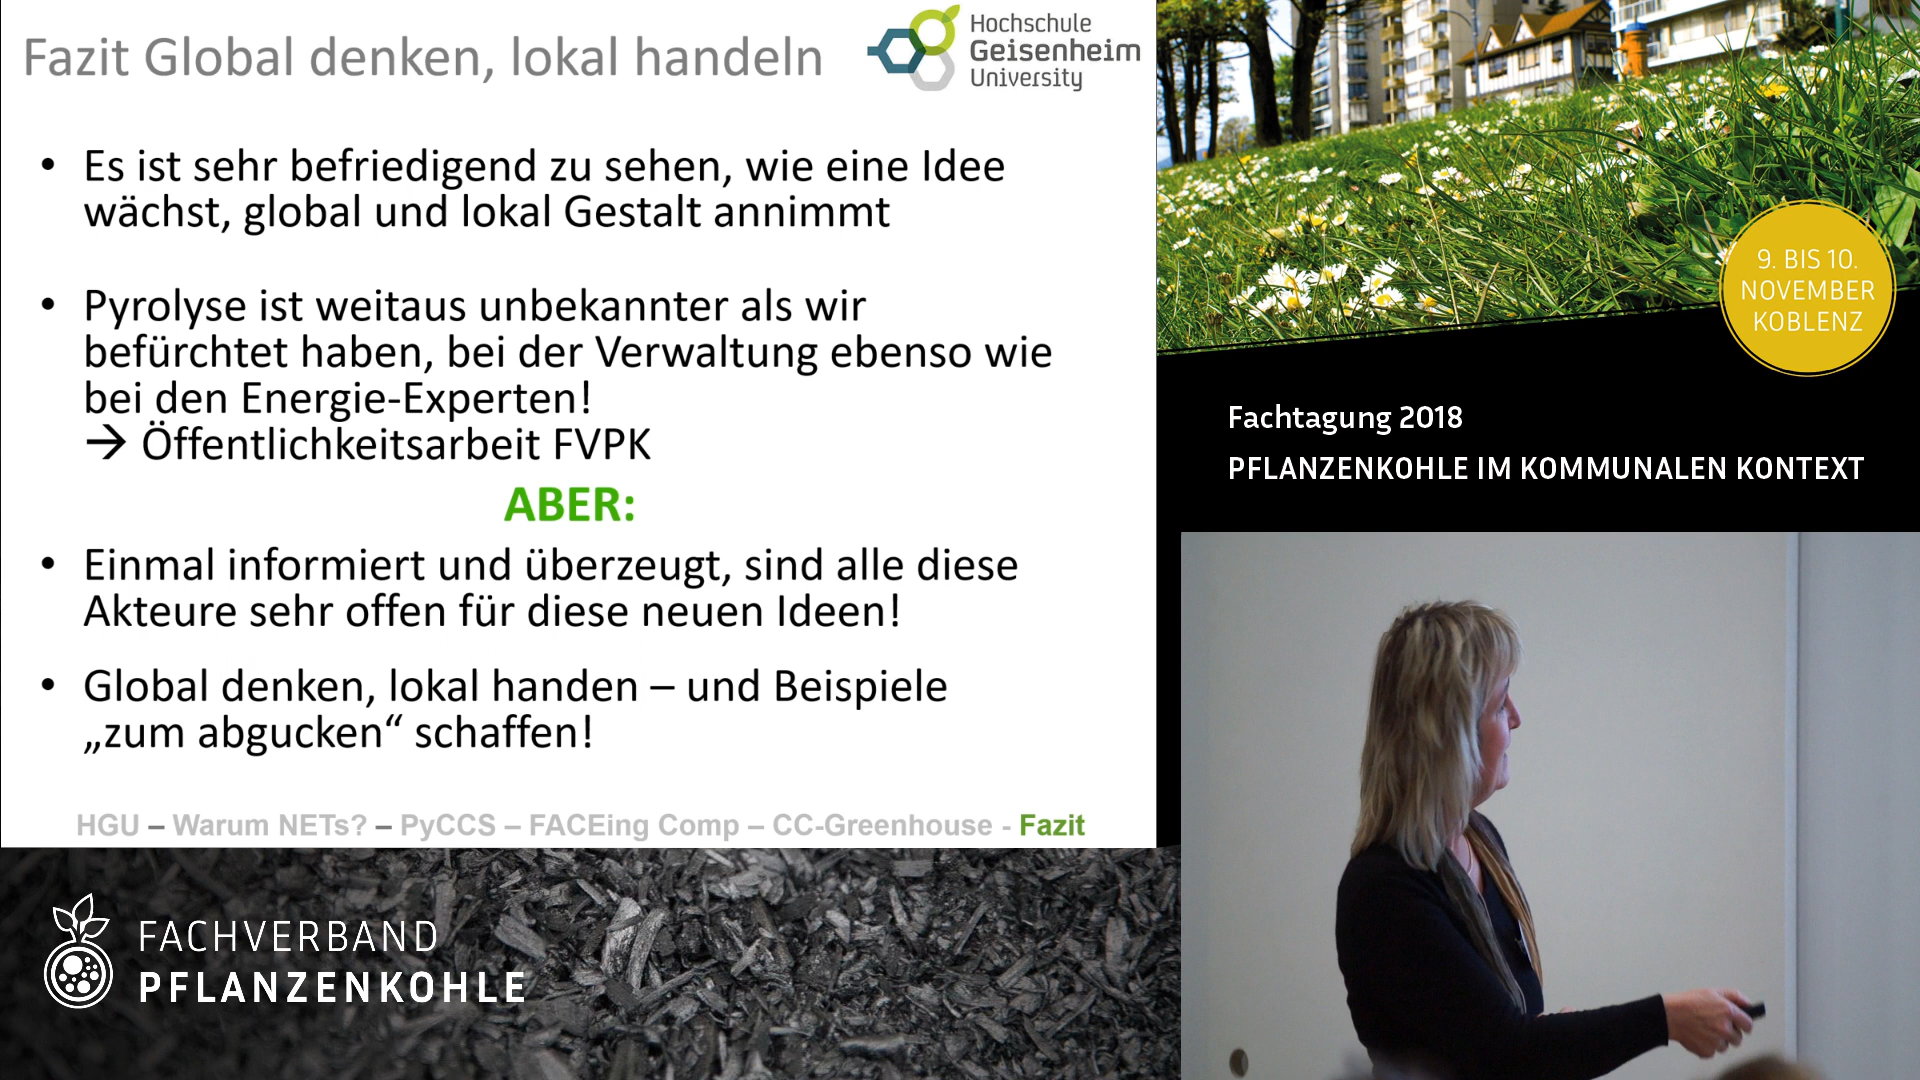 Fazit Global denken, lokal handeln
Hochschule
Geisenheim
University
• Es ist sehr befriedigend zu sehen, wie eine Idee
wächst, global und lokal Gestalt annimmt
• Pyrolyse ist weitaus unbekannter als wir
befürchtet haben, bei der Verwaltung ebenso wie
bei den Energie-Experten!
→ Öffentlichkeitsarbeit FVPK
ABER:
• Einmal informiert und überzeugt, sind alle diese
Akteure sehr offen für diese neuen Ideen!
• Global denken, lokal handen – und Beispiele
„zum abgucken“ schaffen!
HGU – Warum NETs? – PyCCS – FACEing Comp – CC-Greenhouse - Fazit
9. BIS 10.
NOVEMBER
KOBLENZ
Fachtagung 2018
PFLANZENKOHLE IM KOMMUNALEN KONTEXT
FACHVERBAND
PFLANZENKOHLE